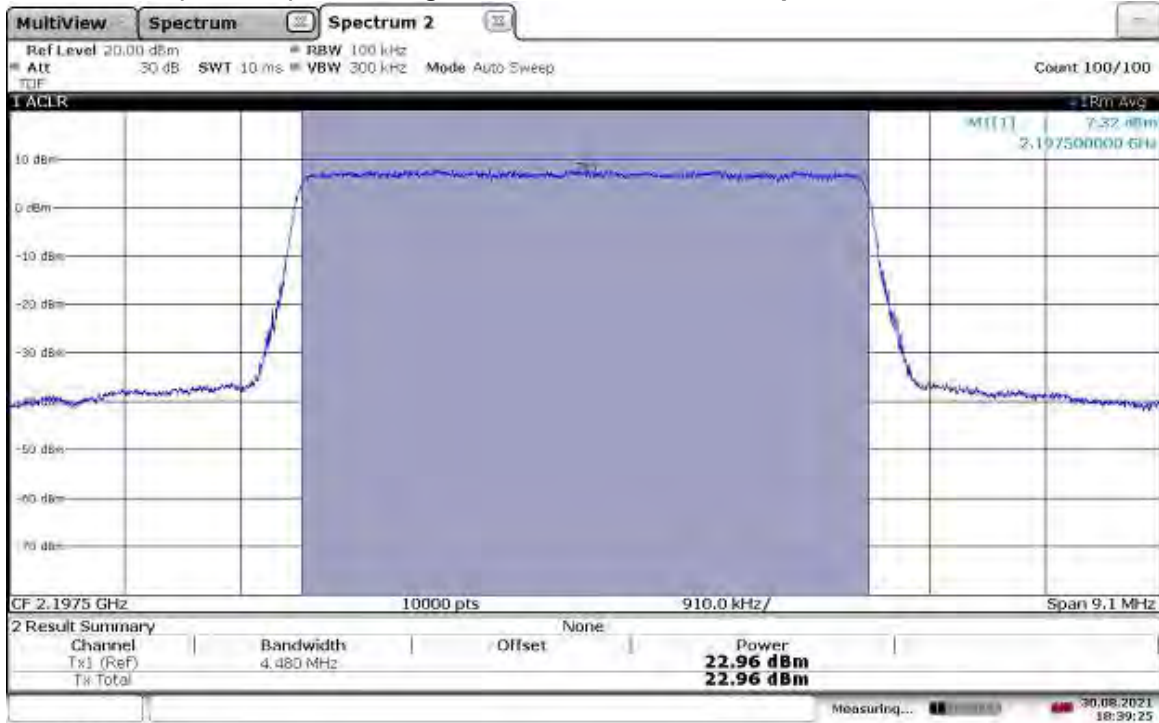 MultiView Spectrum Spectrum 2
Ref Level 20.00 dBm RBW 100 kHz
Att 30 dB SWT 10 ms VBW 300 kHz Mode Auto Sweep Count 100/100
TDF
1 ACLR 1Rm Avg
M1[1] 7.32 dBm
2.197500000 GHz
10 dBm
M1
0 dBm
-10 dBm
-20 dBm
-30 dBm
-50 dBm
-60 dBm
-70 dBm
CF 2.1975 GHz 10000 pts 910.0 kHz/ Span 9.1 MHz
2 Result Summary None
Channel Bandwidth Offset Power
Tx1 (Ref) 4.480 MHz 22.96 dBm
Tx Total 22.96 dBm
Measuring... 30.08.2021
18:39:25